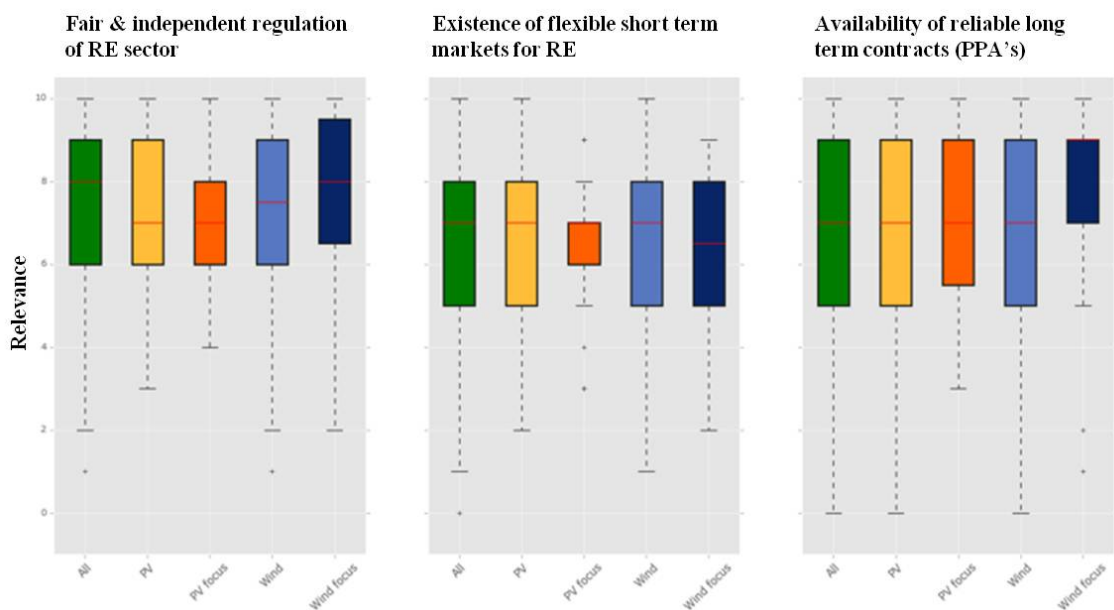 Fair & independent regulation
of RE sector
Existence of flexible short term
markets for RE
Availability of reliable long
term contracts (PPA's)
Relevance
10
8
6
4
2
0
All
PV
PV focus
Wind
Wind focus
All
PV
PV focus
Wind
Wind focus
All
PV
PV focus
Wind
Wind focus